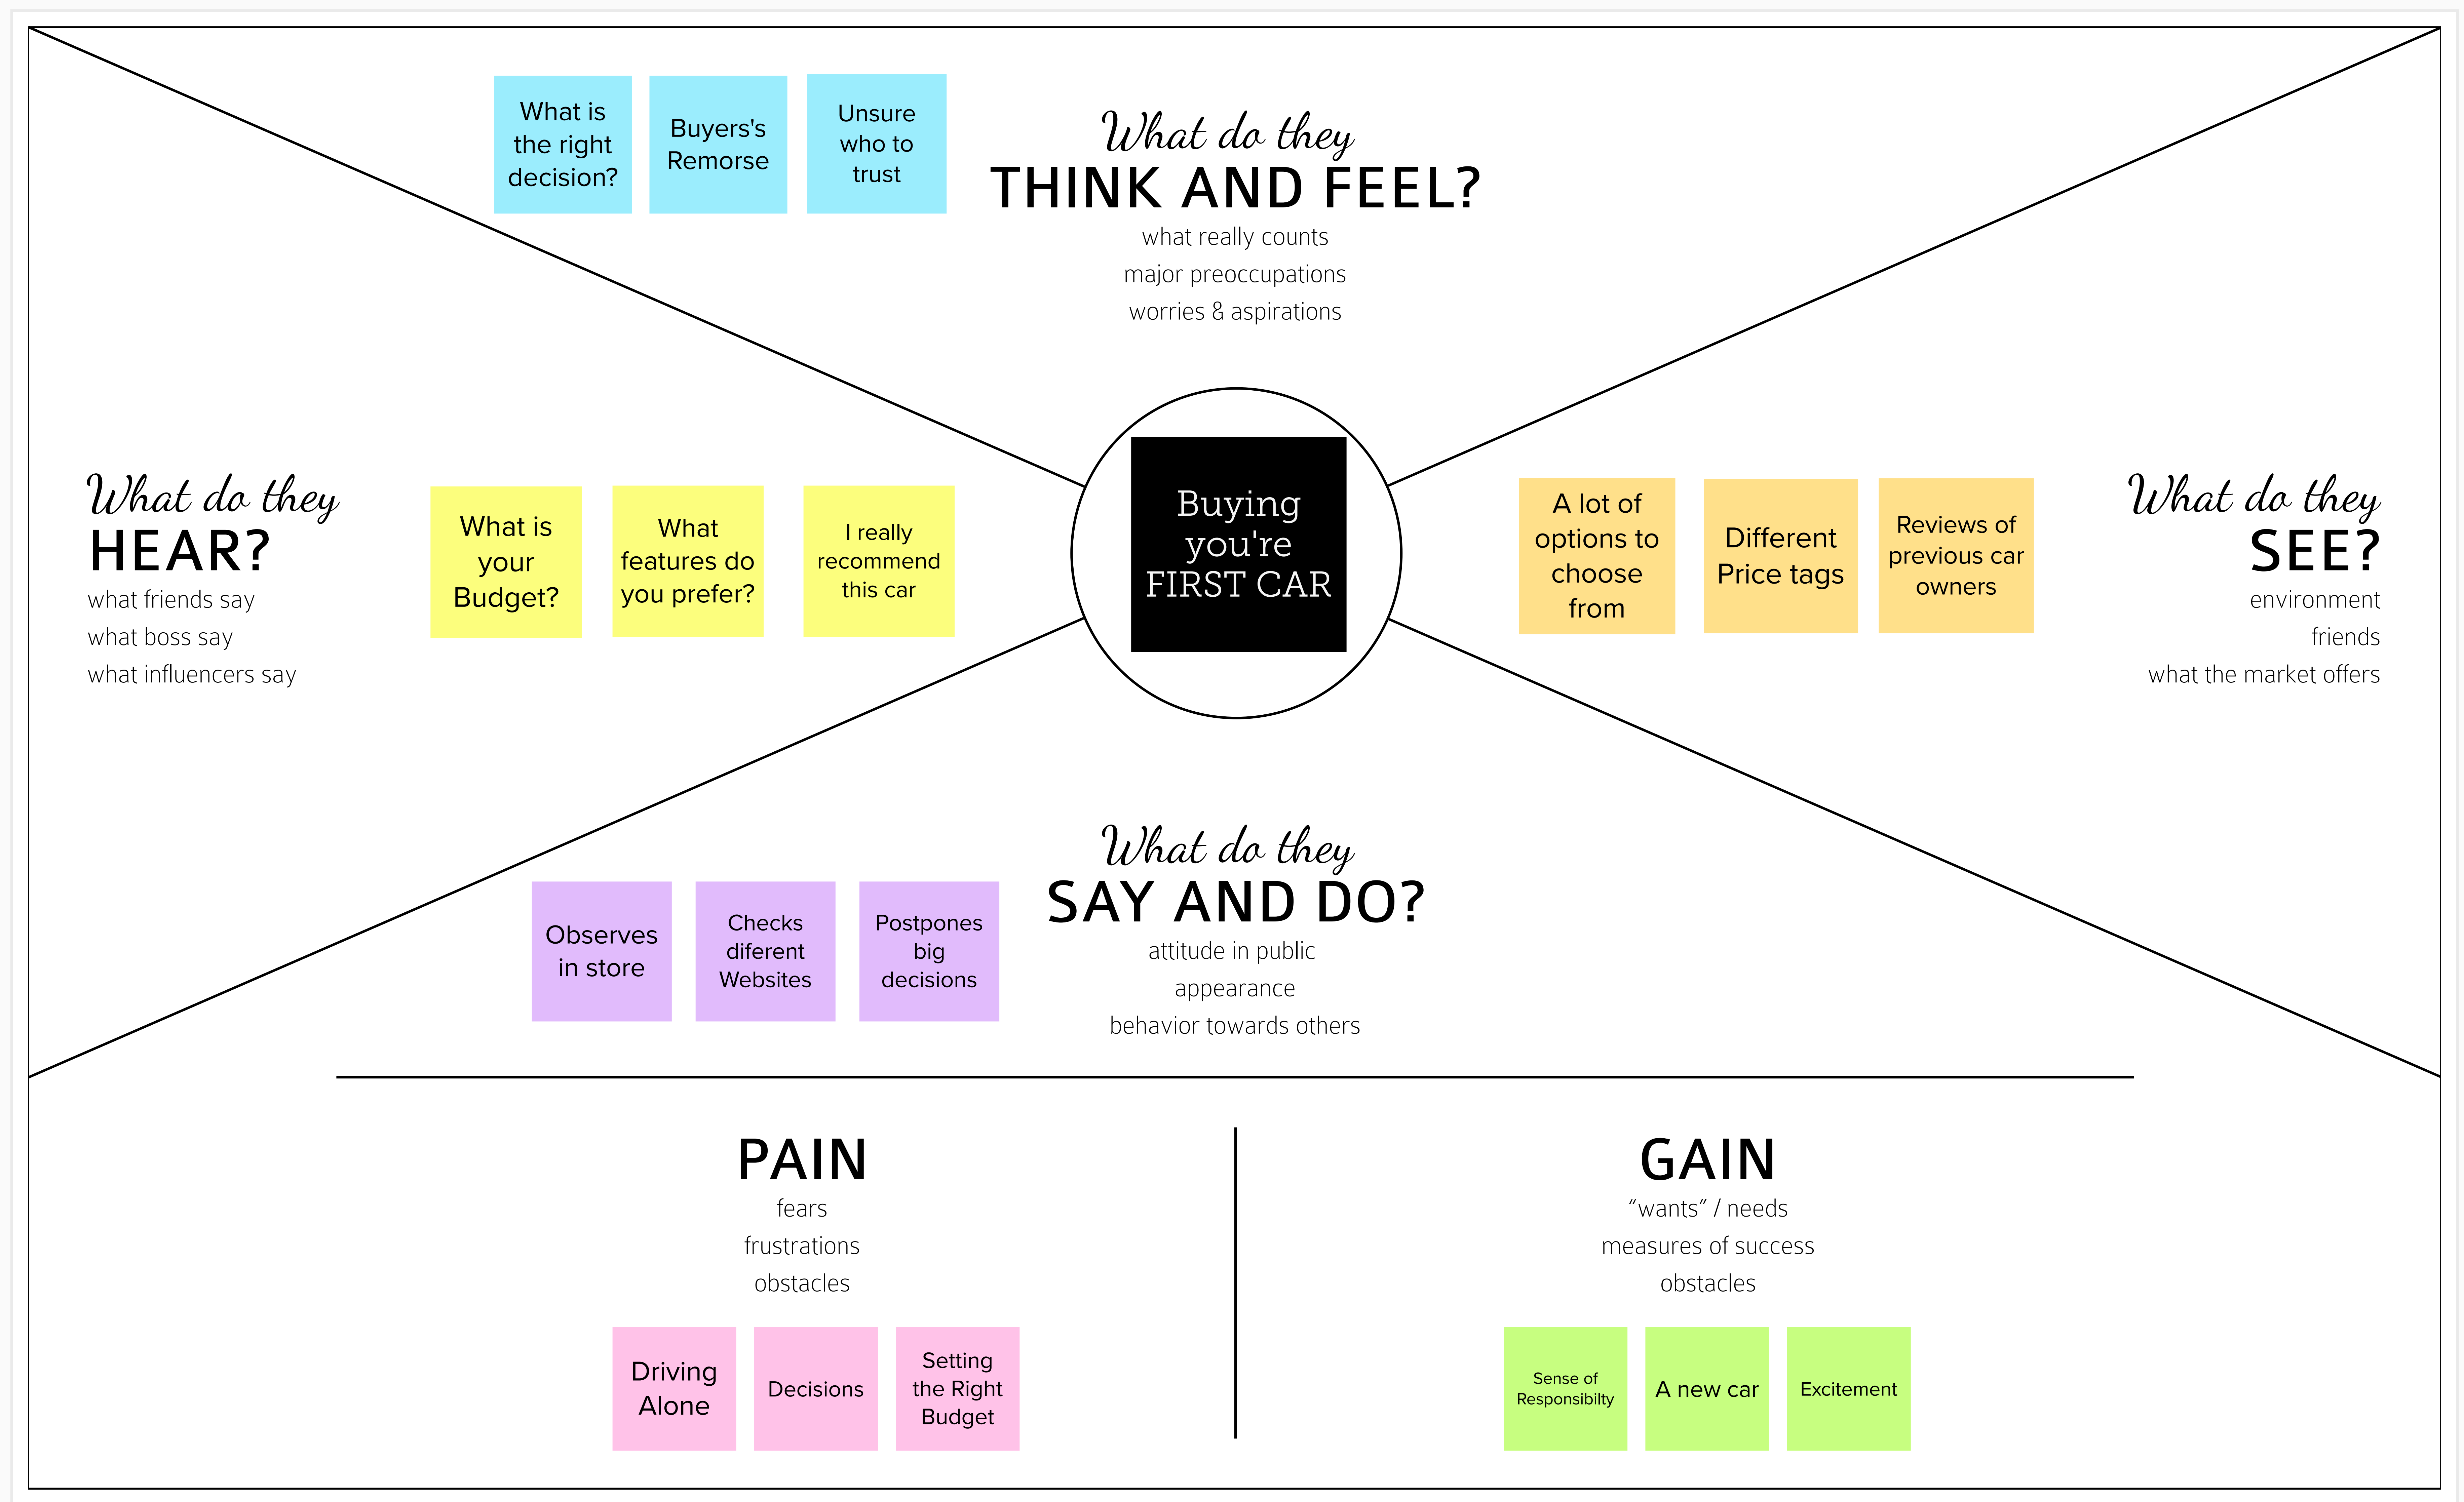 What is
the right
decision?
Buyers's
Remorse
Unsure
who to
trust
What do they
THINK AND FEEL?
what really counts
major preoccupations
worries & aspirations
What do they
HEAR?
what friends say
what boss say
what influencers say
What is
your
Budget?
What
features do
you prefer?
I really
recommend
this car
Buying
you're
FIRST CAR
A lot of
options to
choose
from
Different
Price tags
Reviews of
previous car
owners
What do they
SEE?
environment
friends
what the market offers
What do they
SAY AND DO?
attitude in public
appearance
behavior towards others
Observes
in store
Checks
diferent
Websites
Postpones
big
decisions
PAIN
fears
frustrations
obstacles
Driving
Alone
Decisions
Setting
the Right
Budget
GAIN
“wants” / needs
measures of success
obstacles
Sense of
Responsibilty
A new car
Excitement